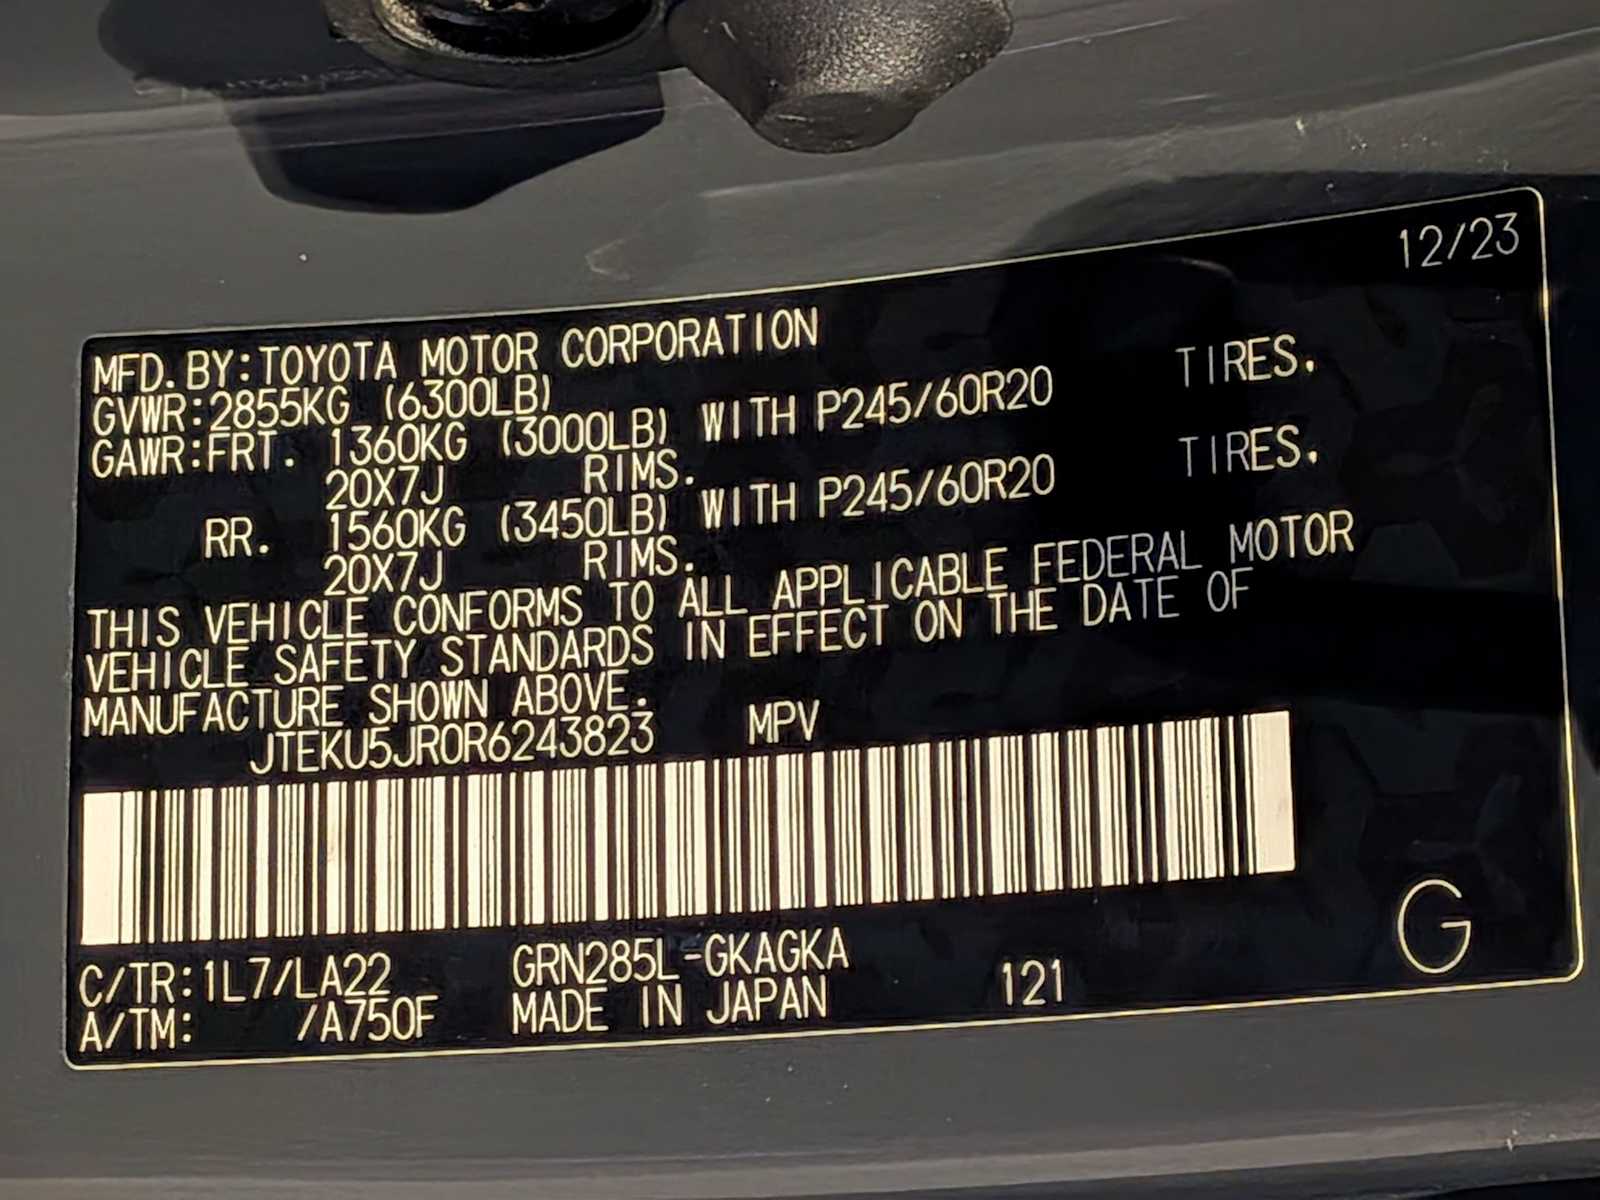 12/23
MFD. BY:TOYOTA MOTOR CORPORATION
GVWR:2855KG (6300LB)
GAWR:FRT. 1360KG (3000LB) WITH P245/60R20 TIRES.
20X7J RIMS.
RR. 1560KG (3450LB) WITH P245/60R20 TIRES.
20X7J RIMS.
THIS VEHICLE CONFORMS TO ALL APPLICABLE FEDERAL MOTOR
VEHICLE SAFETY STANDARDS IN EFFECT ON THE DATE OF
MANUFACTURE SHOWN ABOVE.
JTEKU5JR0R6243823 MPV
C/TR:1L7/LA22 GRN285L-GKAGKA
A/TM: /A750F MADE IN JAPAN 121
G